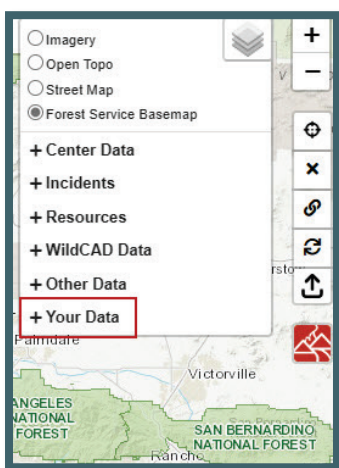 Imagery
Open Topo
Street Map
Forest Service Basemap
+ Center Data
+ Incidents
+ Resources
+ WildCAD Data
+ Other Data
+ Your Data
Palmdale
Victorville
ANGELES
NATIONAL
FOREST
SAN BERNARDINO
NATIONAL FOREST
Rancho